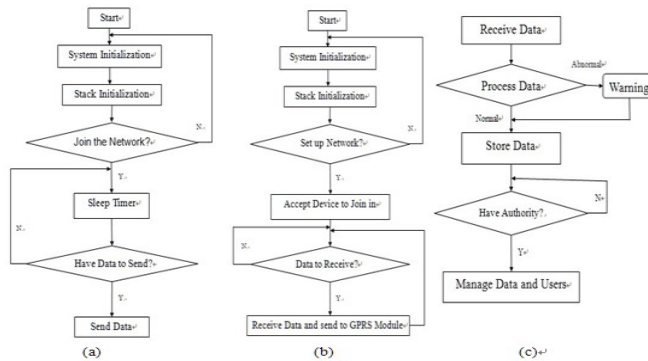 Start
System Initialization
Stack Initialization
Join the Network?
N
Y
Sleep Timer
N
Have Data to Send?
Y
Send Data
(a)
Start
System Initialization
Stack Initialization
N
Set up Network?
Y
Accept Device to Join in
N
Data to Receive?
Y
Receive Data and send to GPRS Module
(b)
Receive Data
Abnormal
Process Data
Warning
Normal
Store Data
N
Have Authority?
Y
Manage Data and Users
(c)